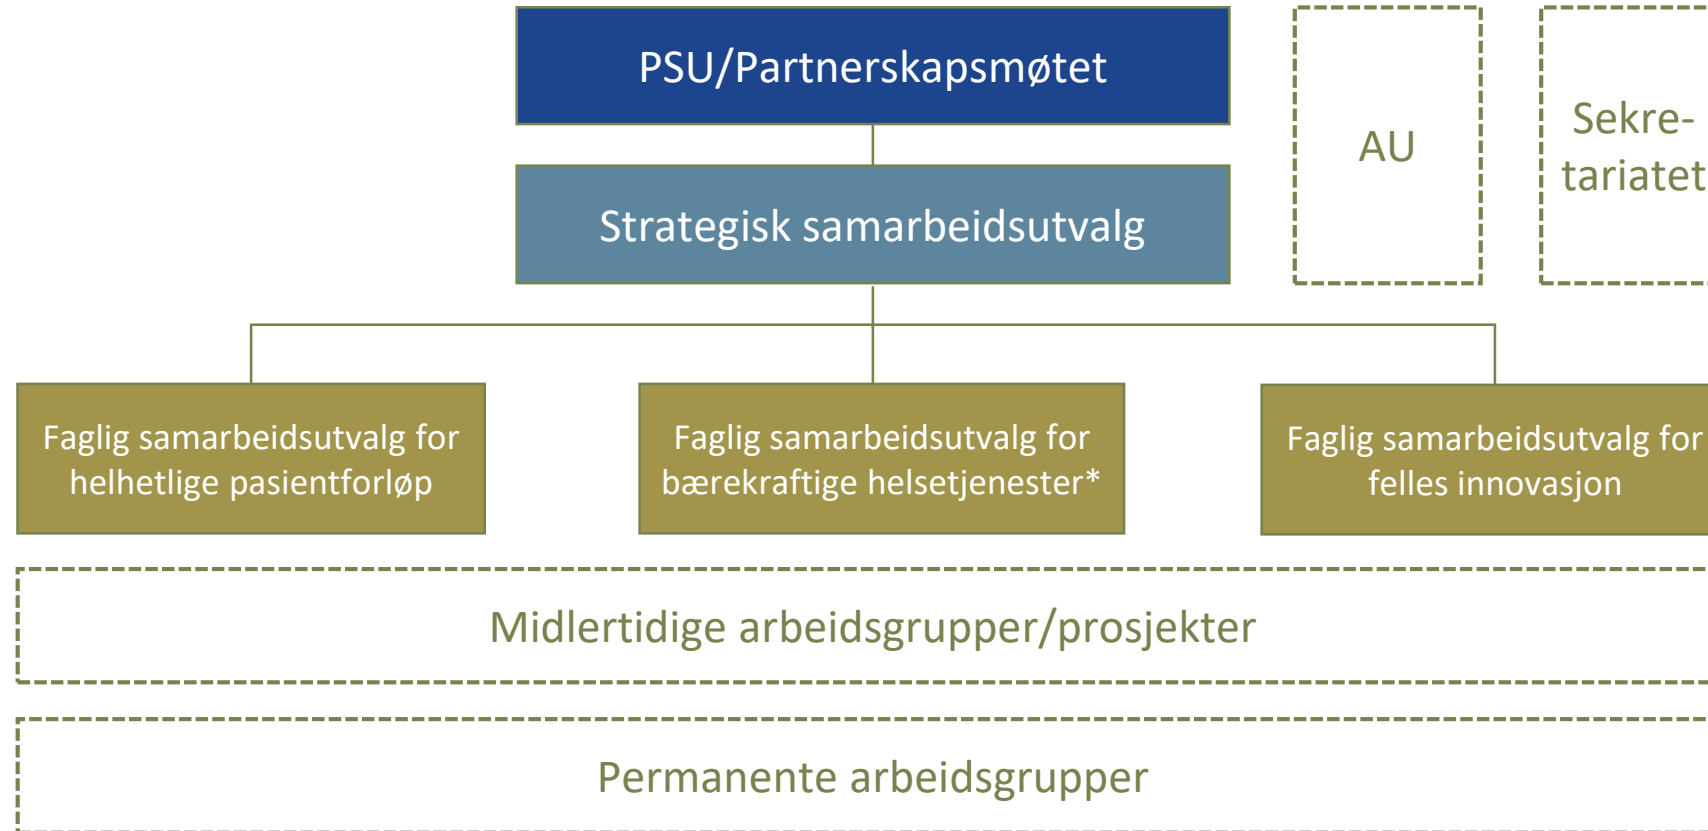 PSU/Partnerskapsmøtet
Strategisk samarbeidsutvalg
AU
Sekre-
tariatet
Faglig samarbeidsutvalg for
helhetlige pasientforløp
Faglig samarbeidsutvalg for
bærekraftige helsetjenester*
Faglig samarbeidsutvalg for
felles innovasjon
Midlertidige arbeidsgrupper/prosjekter
Permanente arbeidsgrupper